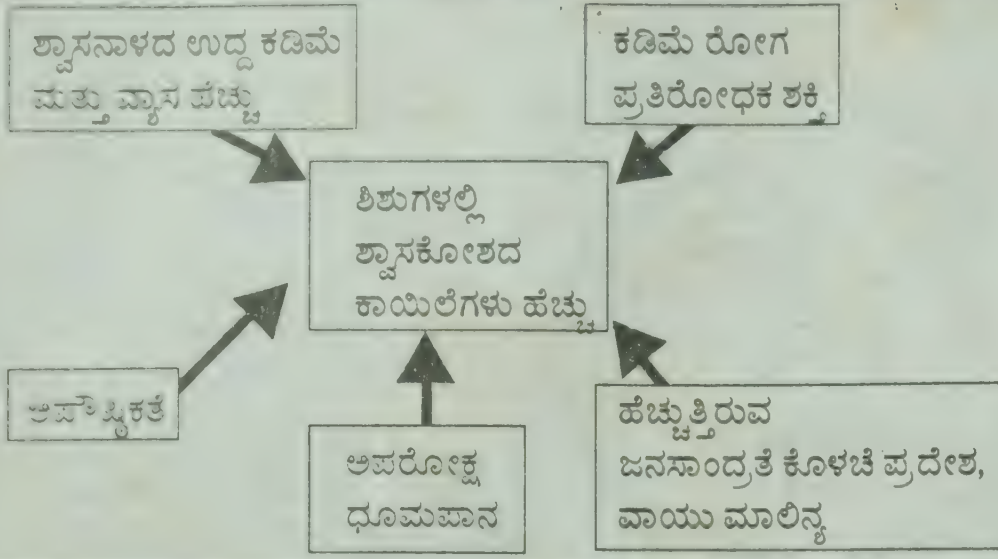 ಶ್ವಾಸನಾಳದ ಉದ್ದ ಕಡಿಮೆ
ಮತ್ತು ವ್ಯಾಸ ಹೆಚ್ಚು
ಕಡಿಮೆ ರೋಗ
ಪ್ರತಿರೋಧಕ ಶಕ್ತಿ
ಶಿಶುಗಳಲ್ಲಿ
ಶ್ವಾಸಕೋಶದ
ಕಾಯಿಲೆಗಳು ಹೆಚ್ಚು
ಅಪೌಷ್ಠಿಕತೆ
ಅಪರೋಕ್ಷ
ಧೂಮಪಾನ
ಹೆಚ್ಚುತ್ತಿರುವ
ಜನಸಾಂದ್ರತೆ ಕೊಳಚೆ ಪ್ರದೇಶ,
ವಾಯು ಮಾಲಿನ್ಯ